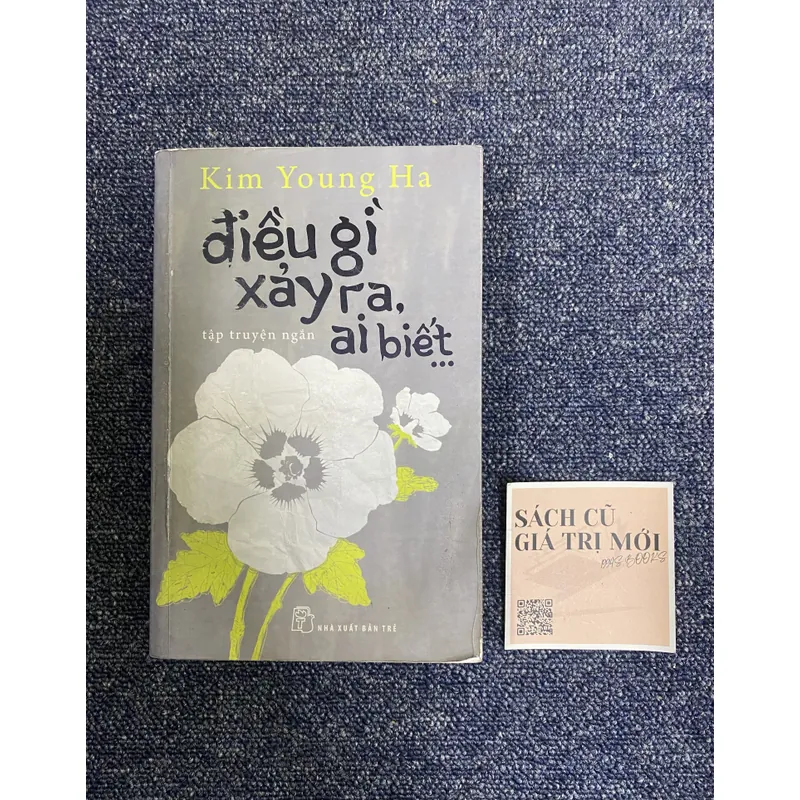 Kim Young Ha
điều gì
xảy ra,
tập truyện ngắn
ai biết...
NHÀ XUẤT BẢN TRẺ
SÁCH CŨ
GIÁ TRỊ MỚI